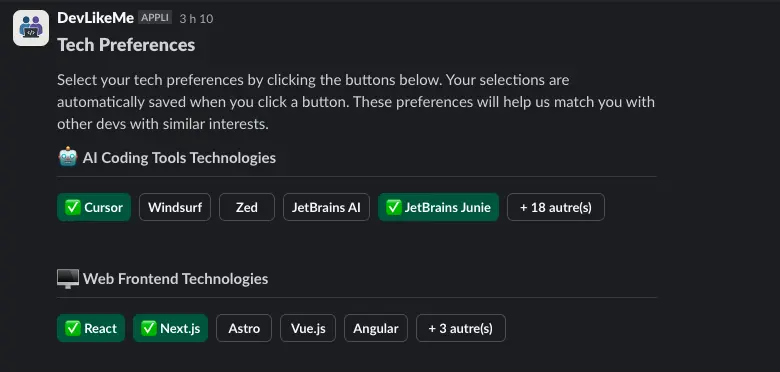 DevLikeMe APPLI 3 h 10
Tech Preferences
Select your tech preferences by clicking the buttons below. Your selections are
automatically saved when you click a button. These preferences will help us match you with
other devs with similar interests.
AI Coding Tools Technologies
Cursor Windsurf Zed JetBrains AI JetBrains Junie + 18 autre(s)
Web Frontend Technologies
React Next.js Astro Vue.js Angular + 3 autre(s)